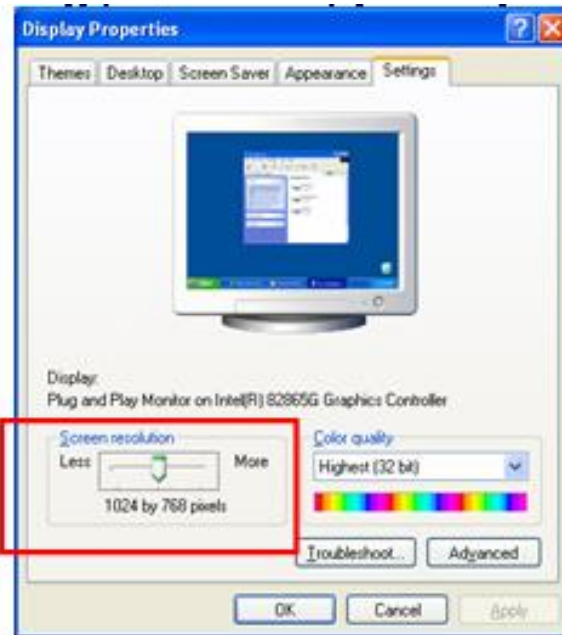 Display Properties
Themes Desktop Screen Saver Appearance Settings
Display:
Plug and Play Monitor on Intel(R) 82865G Graphics Controller
Screen resolution
Less More
1024 by 768 pixels
Color quality
Highest (32 bit)
Troubleshoot... Advanced
OK Cancel Apply